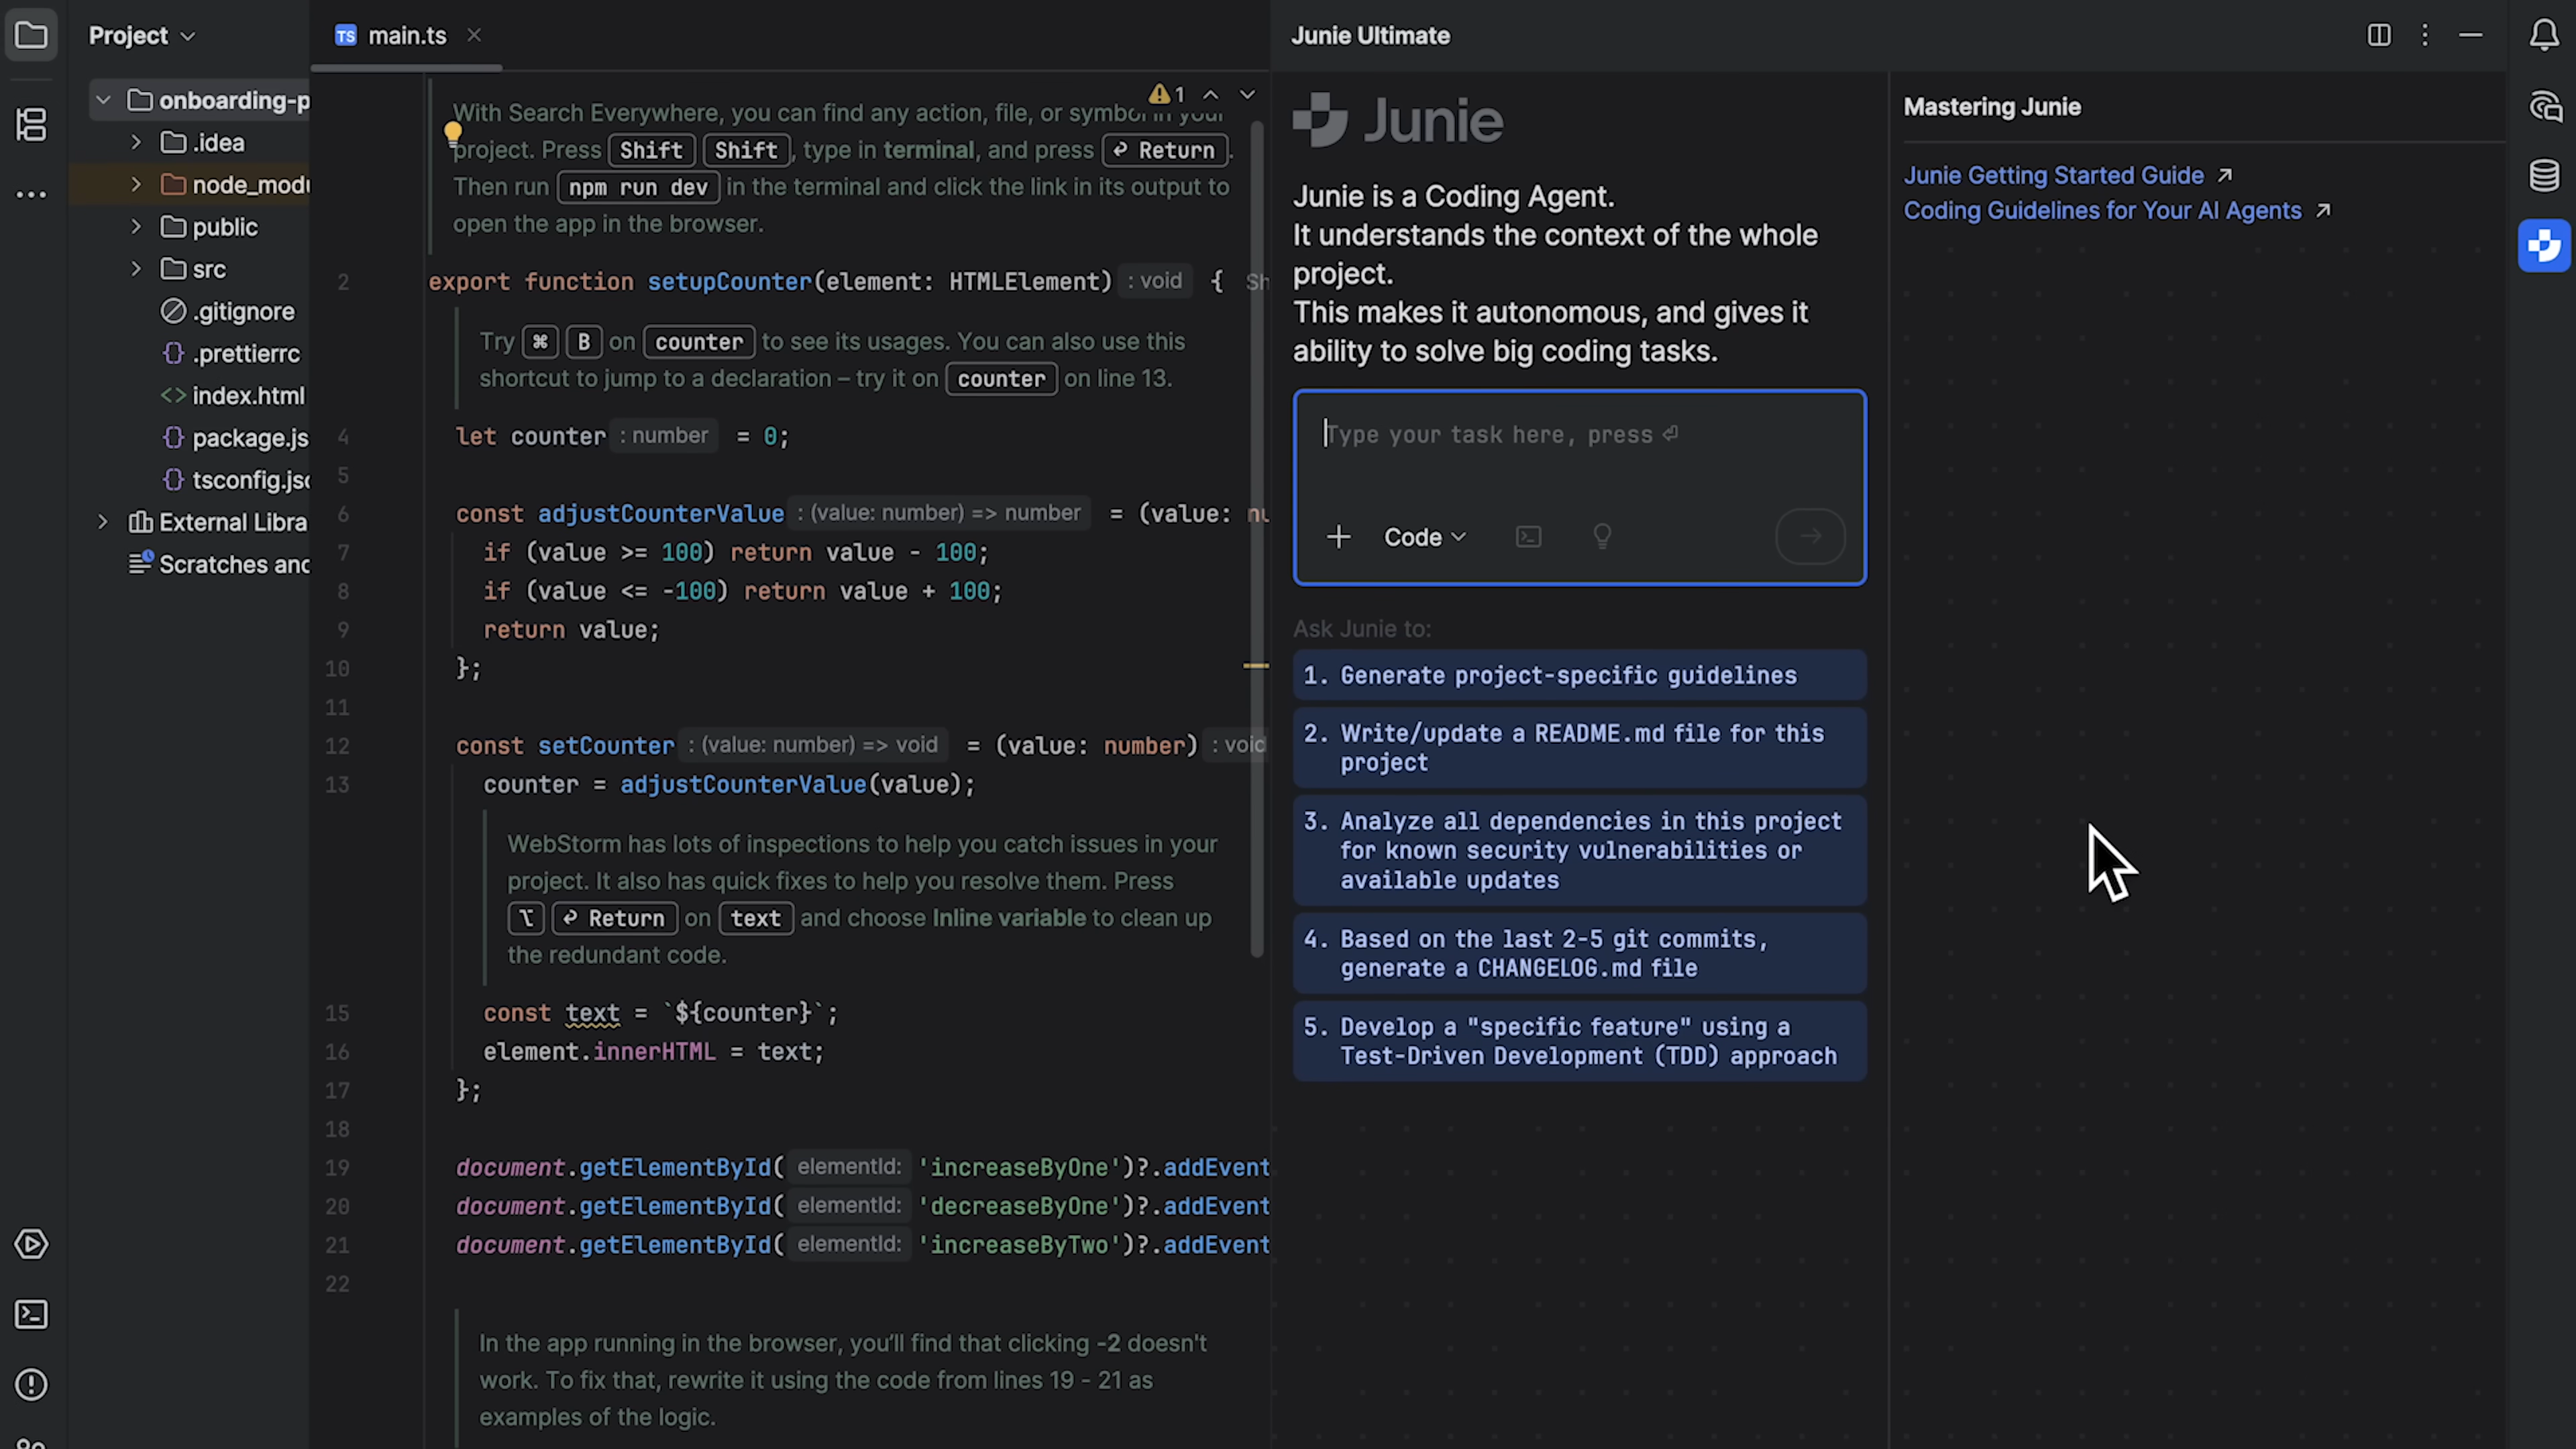 Project
onboarding-p
.idea
node_modu
public
src
.gitignore
.prettierrc
index.html
package.js
tsconfig.jsc
External Libra
Scratches anc
TS main.ts
1
With Search Everywhere, you can find any action, file, or symbol in your
project. Press Shift Shift, type in terminal, and press ⏎ Return.
Then run npm run dev in the terminal and click the link in its output to
open the app in the browser.
2 export function setupCounter(element: HTMLElement) : void { Sh
Try ⌘ B on counter to see its usages. You can also use this
shortcut to jump to a declaration – try it on counter on line 13.
4 let counter : number = 0;
5
6 const adjustCounterValue : (value: number) => number = (value: nu
7 if (value >= 100) return value - 100;
8 if (value <= -100) return value + 100;
9 return value;
10 };
11
12 const setCounter : (value: number) => void = (value: number) : void
13 counter = adjustCounterValue(value);
WebStorm has lots of inspections to help you catch issues in your
project. It also has quick fixes to help you resolve them. Press
⌥ ⏎ Return on text and choose Inline variable to clean up
the redundant code.
15 const text = `${counter}`;
16 element.innerHTML = text;
17 };
18
19 document.getElementById( elementId: 'increaseByOne')?.addEvent
20 document.getElementById( elementId: 'decreaseByOne')?.addEvent
21 document.getElementById( elementId: 'increaseByTwo')?.addEvent
22
In the app running in the browser, you'll find that clicking -2 doesn't
work. To fix that, rewrite it using the code from lines 19 - 21 as
examples of the logic.
Junie Ultimate
Junie
Junie is a Coding Agent.
It understands the context of the whole
project.
This makes it autonomous, and gives it
ability to solve big coding tasks.
Type your task here, press ⏎
Code
Ask Junie to:
1. Generate project-specific guidelines
2. Write/update a README.md file for this
project
3. Analyze all dependencies in this project
for known security vulnerabilities or
available updates
4. Based on the last 2-5 git commits,
generate a CHANGELOG.md file
5. Develop a "specific feature" using a
Test-Driven Development (TDD) approach
Mastering Junie
Junie Getting Started Guide ↗
Coding Guidelines for Your AI Agents ↗